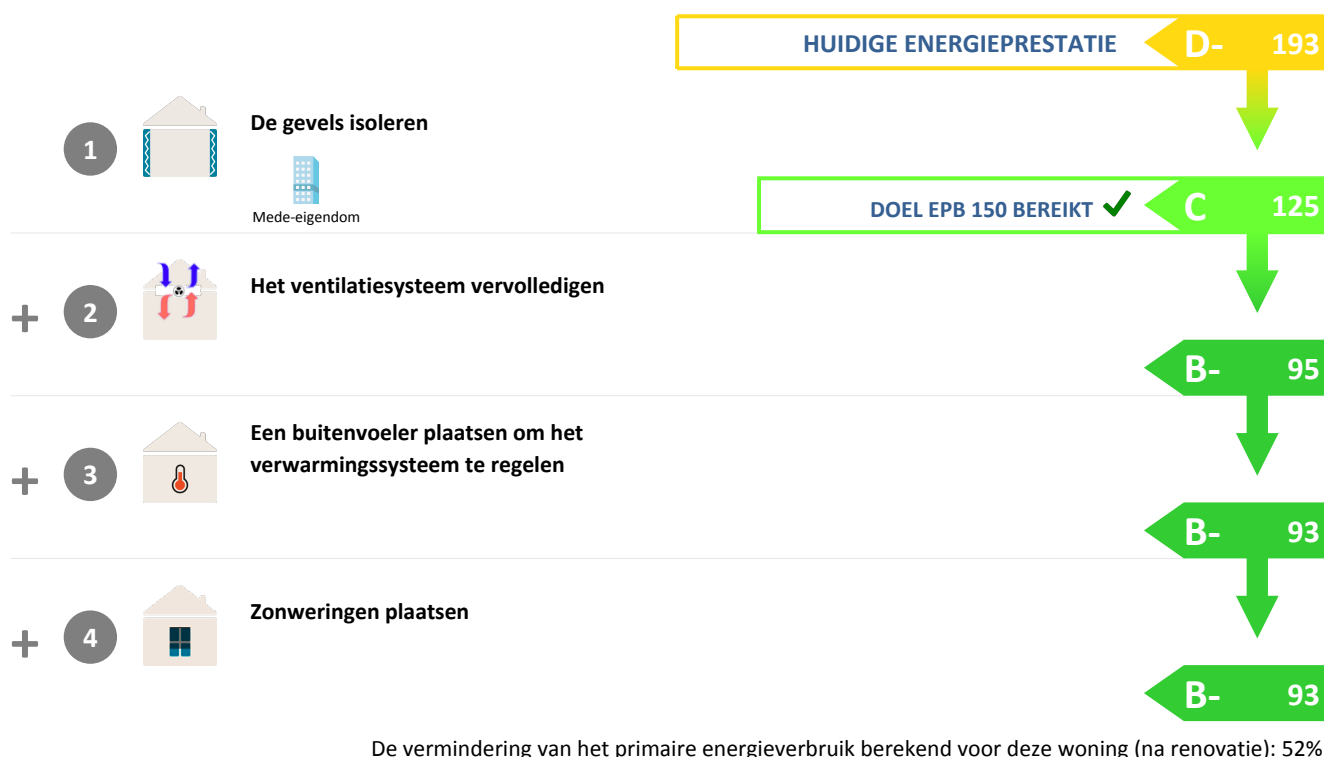 HUIDIGE ENERGIEPRESTATIE D- 193
1 De gevels isoleren
Mede-eigendom
DOEL EPB 150 BEREIKT C 125
+ 2 Het ventilatiesysteem vervolledigen
B- 95
+ 3 Een buitenvoeler plaatsen om het
verwarmingssysteem te regelen
B- 93
+ 4 Zonweringen plaatsen
B- 93
De vermindering van het primaire energieverbruik berekend voor deze woning (na renovatie): 52%